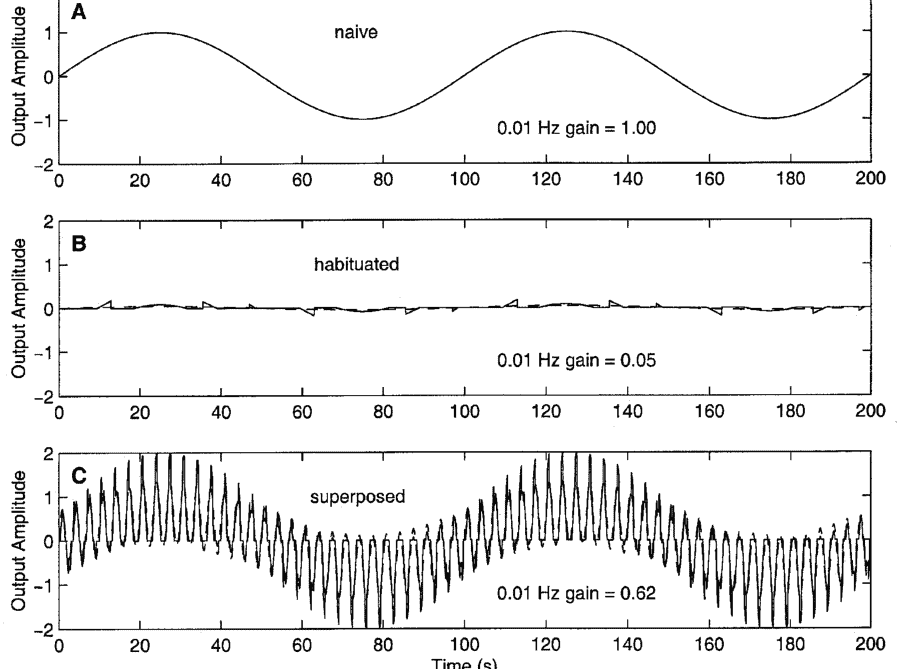 A
naive
0.01 Hz gain = 1.00
Output Amplitude
1
0
−1
−2
0 20 40 60 80 100 120 140 160 180 200
B
habituated
0.01 Hz gain = 0.05
Output Amplitude
2
1
0
−1
−2
0 20 40 60 80 100 120 140 160 180 200
C
superposed
0.01 Hz gain = 0.62
Output Amplitude
2
1
0
−1
−2
0 20 40 60 80 100 120 140 160 180 200
Time (s)